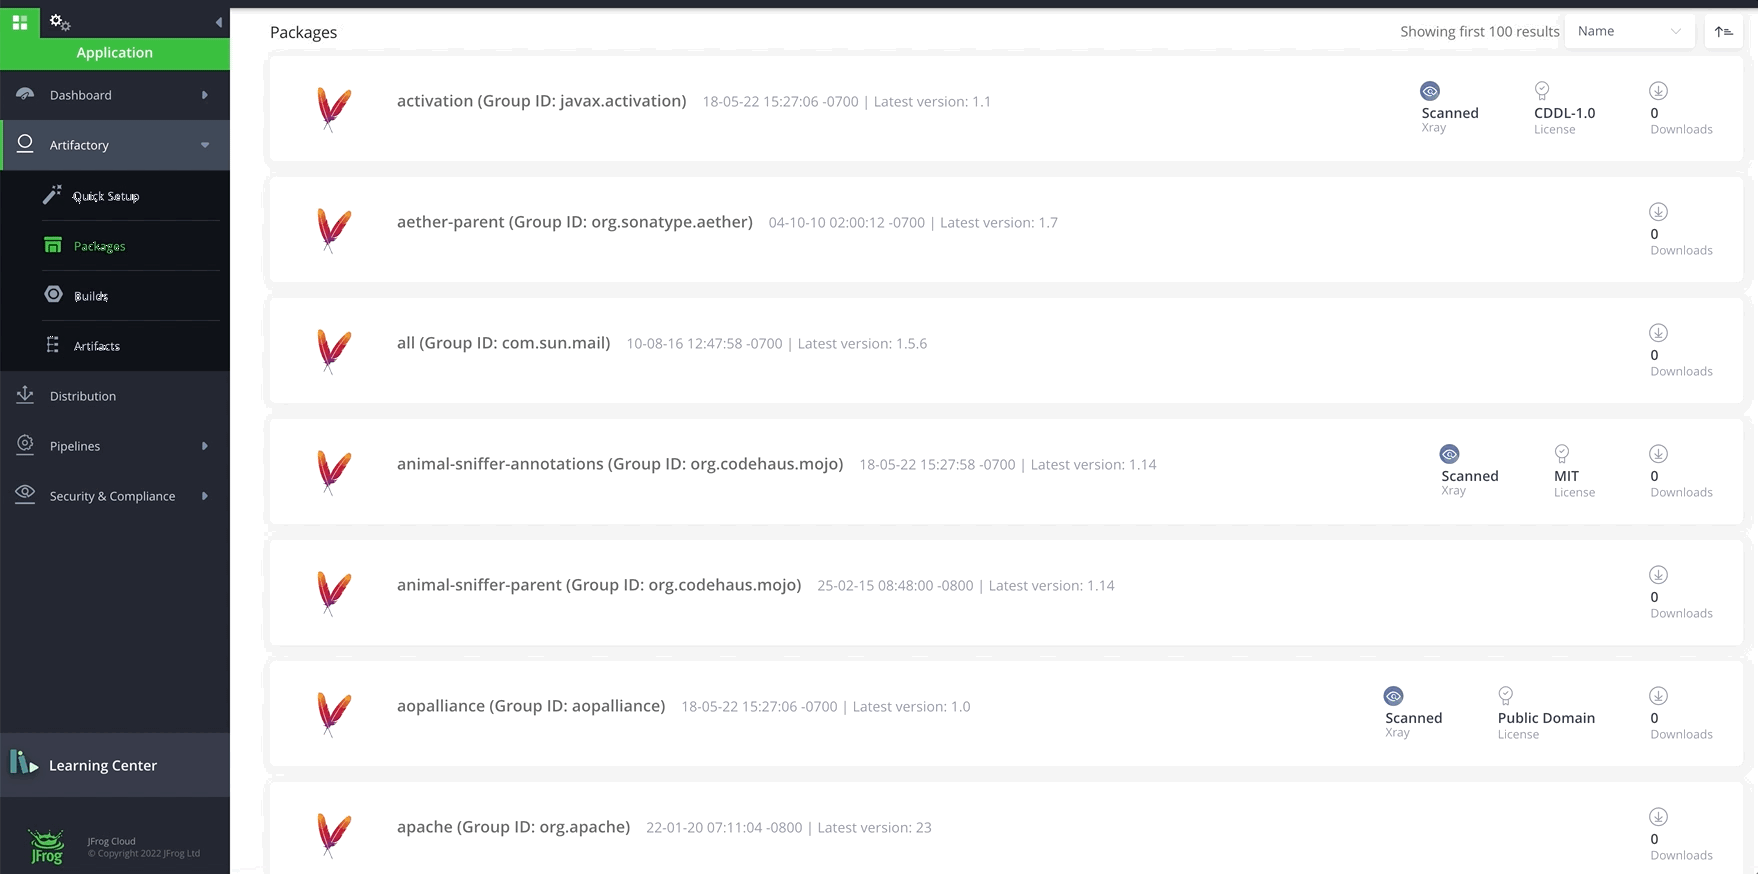 Application
Dashboard
Artifactory
Quick Setup
Packages
Builds
Artifacts
Distribution
Pipelines
Security & Compliance
Learning Center
JFrog
JFrog Cloud
© Copyright 2022 JFrog Ltd
Packages
Showing first 100 results
Name
activation (Group ID: javax.activation) 18-05-22 15:27:06 -0700 | Latest version: 1.1
Scanned
Xray
CDDL-1.0
License
0
Downloads
aether-parent (Group ID: org.sonatype.aether) 04-10-10 02:00:12 -0700 | Latest version: 1.7
0
Downloads
all (Group ID: com.sun.mail) 10-08-16 12:47:58 -0700 | Latest version: 1.5.6
0
Downloads
animal-sniffer-annotations (Group ID: org.codehaus.mojo) 18-05-22 15:27:58 -0700 | Latest version: 1.14
Scanned
Xray
MIT
License
0
Downloads
animal-sniffer-parent (Group ID: org.codehaus.mojo) 25-02-15 08:48:00 -0800 | Latest version: 1.14
0
Downloads
aopalliance (Group ID: aopalliance) 18-05-22 15:27:06 -0700 | Latest version: 1.0
Scanned
Xray
Public Domain
License
0
Downloads
apache (Group ID: org.apache) 22-01-20 07:11:04 -0800 | Latest version: 23
0
Downloads